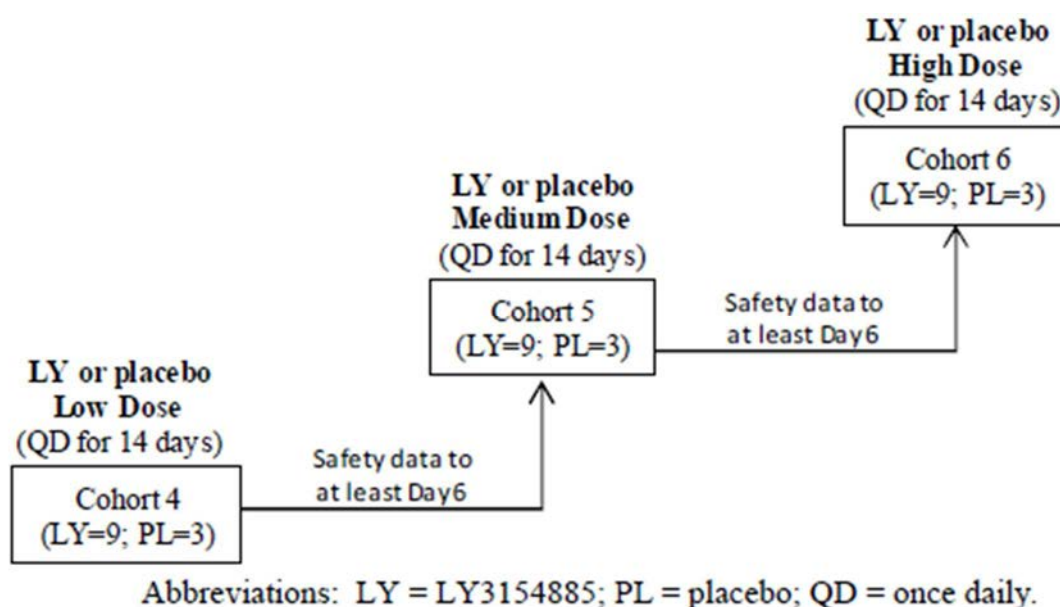 LY or placebo
High Dose
(QD for 14 days)
Cohort 6
(LY=9; PL=3)
LY or placebo
Medium Dose
(QD for 14 days)
Cohort 5
(LY=9; PL=3)
Safety data to
at least Day6
LY or placebo
Low Dose
(QD for 14 days)
Cohort 4
(LY=9; PL=3)
Safety data to
at least Day6
Abbreviations: LY = LY3154885; PL = placebo; QD = once daily.